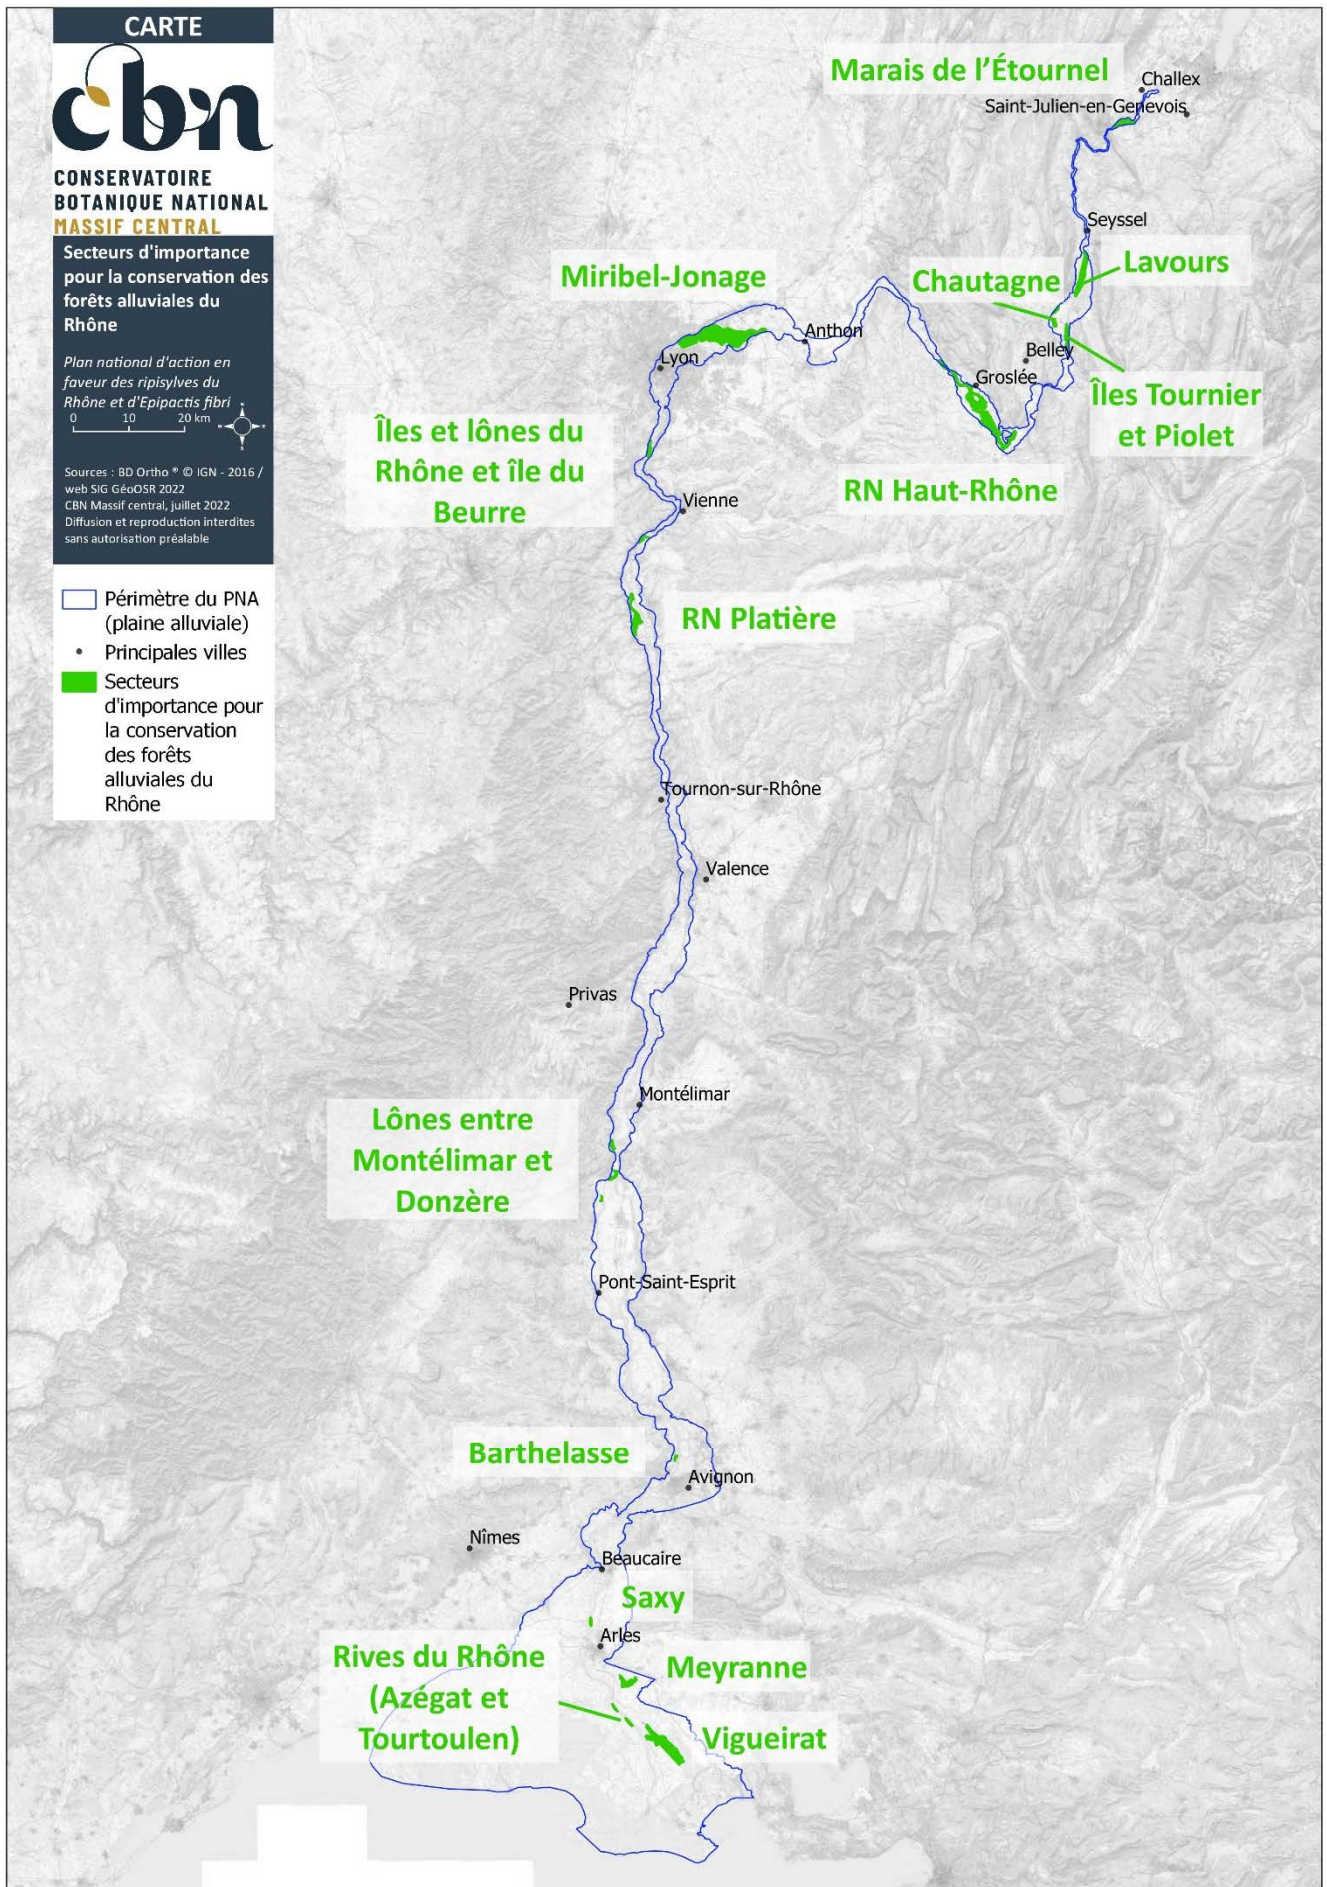 CARTE
cbn
CONSERVATOIRE
BOTANIQUE NATIONAL
MASSIF CENTRAL
Secteurs d'importance
pour la conservation des
forêts alluviales du
Rhône
Plan national d'action en
faveur des ripisylves du
Rhône et d'Epipactis fibri
0 10 20 km
Sources : BD Ortho ® © IGN - 2016 /
web SIG GéoOSR 2022
CBN Massif central, juillet 2022
Diffusion et reproduction interdites
sans autorisation préalable
Périmètre du PNA
(plaine alluviale)
Principales villes
Secteurs
d'importance pour
la conservation
des forêts
alluviales du
Rhône
Marais de l'Étournel
Challex
Saint-Julien-en-Genevois
Seyssel
Lavours
Chautagne
Miribel-Jonage
Anthon
Lyon
Belley
Groslée
Îles Tournier
et Piolet
Îles et lônes du
Rhône et île du
Beurre
RN Haut-Rhône
Vienne
RN Platière
Tournon-sur-Rhône
Valence
Privas
Montélimar
Lônes entre
Montélimar et
Donzère
Pont-Saint-Esprit
Barthelasse
Avignon
Nîmes
Beaucaire
Saxy
Arles
Rives du Rhône
(Azégat et
Tourtoulen)
Meyranne
Vigueirat